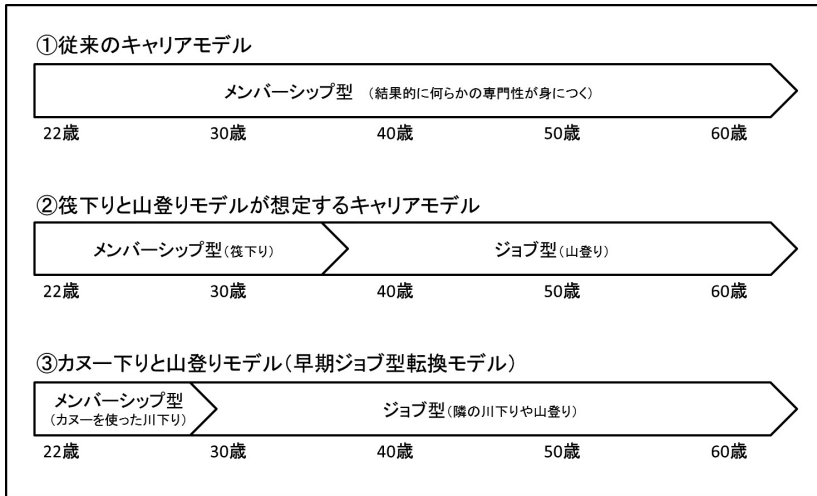 ①従来のキャリアモデル
メンバーシップ型 （結果的に何らかの専門性が身につく）
22歳 30歳 40歳 50歳 60歳
②筏下りと山登りモデルが想定するキャリアモデル
メンバーシップ型（筏下り） ジョブ型（山登り）
22歳 30歳 40歳 50歳 60歳
③カヌー下りと山登りモデル（早期ジョブ型転換モデル）
メンバーシップ型
（カヌーを使った川下り）
ジョブ型（隣の川下りや山登り）
22歳 30歳 40歳 50歳 60歳